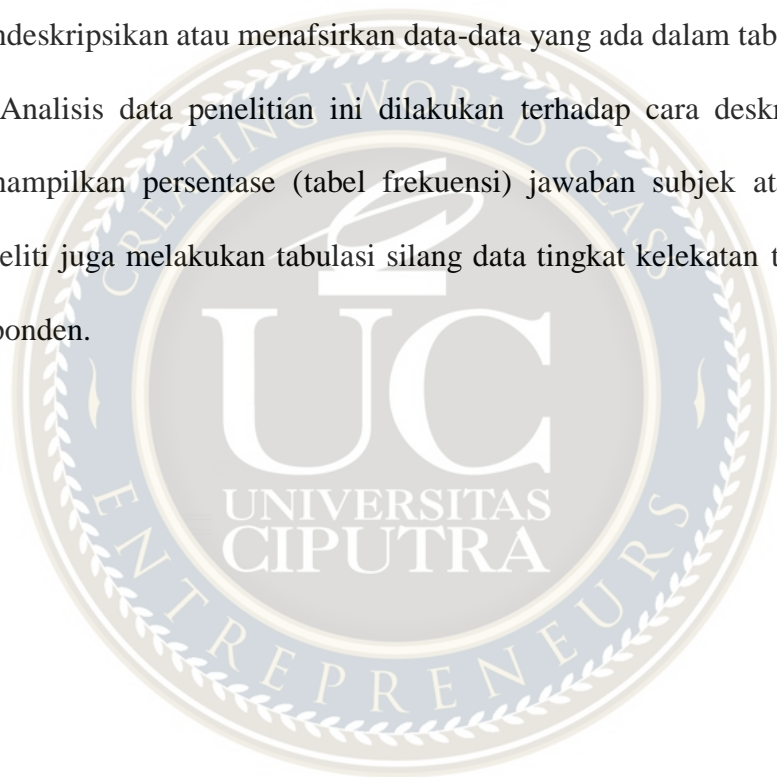 ndeskripsikan atau menafsirkan data-data yang ada dalam tab
Analisis data penelitian ini dilakukan terhadap cara deskr
nampilkan persentase (tabel frekuensi) jawaban subjek at
eliti juga melakukan tabulasi silang data tingkat kelekatan t
ponden.
CREATING WORLD CLASS
UC
UNIVERSITAS
CIPUTRA
ENTREPRENEURS